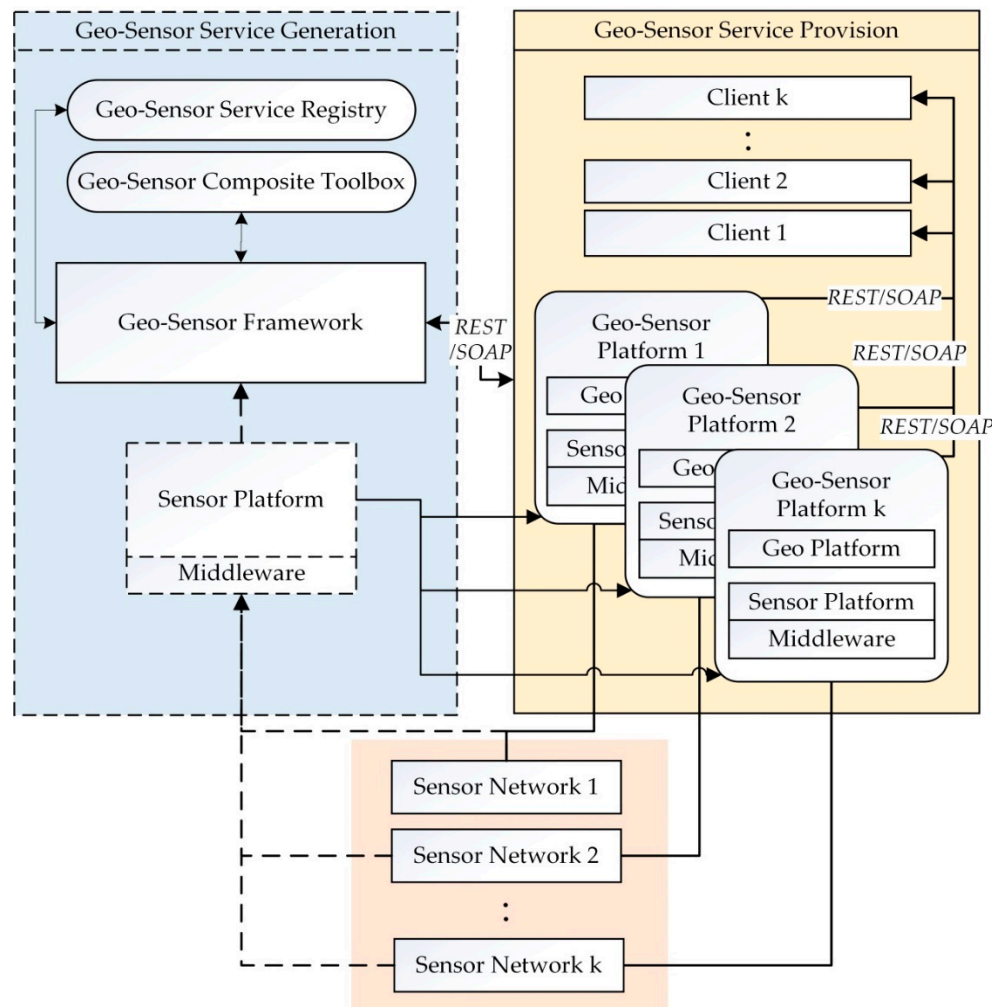 Geo-Sensor Service Generation
Geo-Sensor Service Registry
Geo-Sensor Composite Toolbox
Geo-Sensor Framework
Sensor Platform
Middleware
REST
/SOAP
Geo-Sensor Service Provision
Client k
:
Client 2
Client 1
REST/SOAP
REST/SOAP
REST/SOAP
Geo-Sensor
Platform 1
Geo
Sensor
Mid
Geo-Sensor
Platform 2
Geo
Sensor
Mid
Geo-Sensor
Platform k
Geo Platform
Sensor Platform
Middleware
Sensor Network 1
Sensor Network 2
:
Sensor Network k